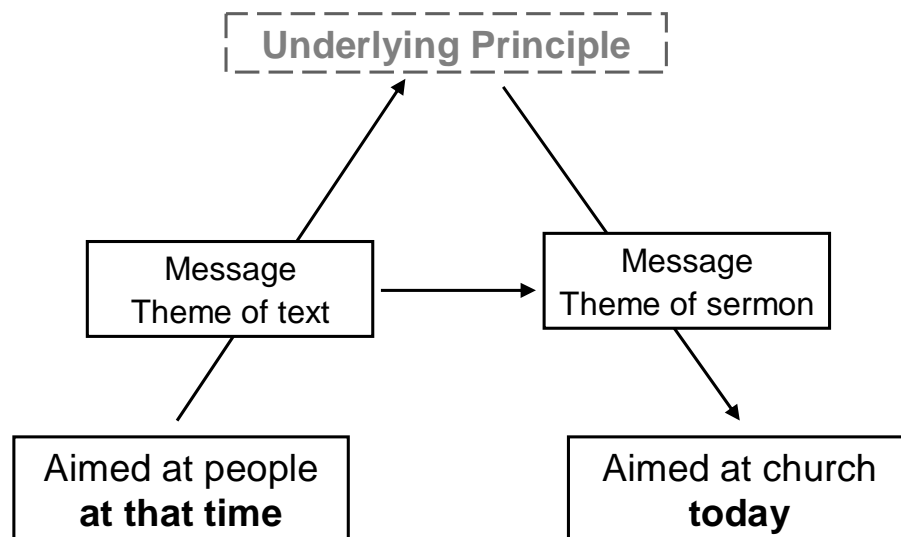 Underlying Principle
Message
Theme of text
Message
Theme of sermon
Aimed at people
at that time
Aimed at church
today